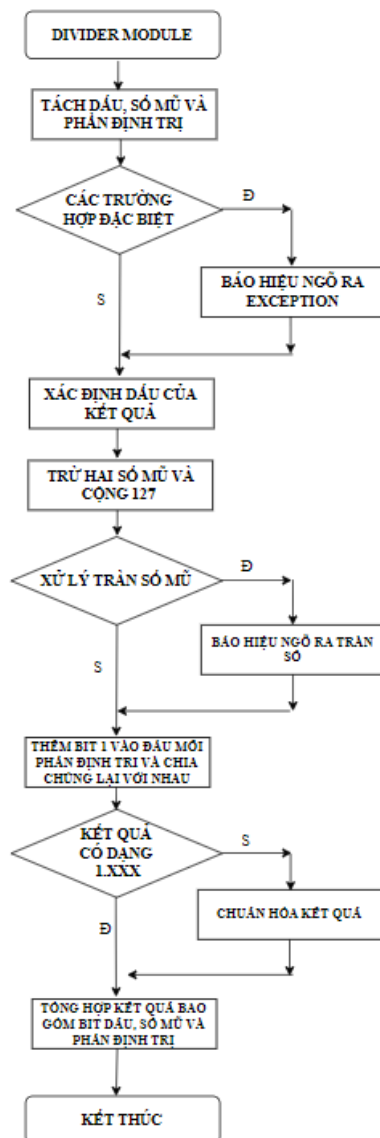 DIVIDER MODULE
TÁCH DẤU, SỐ MŨ VÀ
PHẦN ĐỊNH TRỊ
CÁC TRƯỜNG
HỢP ĐẶC BIỆT
Đ
S
BÁO HIỆU NGÕ RA
EXCEPTION
XÁC ĐỊNH DẤU CỦA
KẾT QUẢ
TRỪ HAI SỐ MŨ VÀ
CỘNG 127
XỬ LÝ TRÀN SỐ MŨ
Đ
S
BÁO HIỆU NGÕ RA TRÀN
SỐ
THÊM BIT 1 VÀO ĐẦU MỖI
PHẦN ĐỊNH TRI VÀ CHIA
CHÚNG LẠI VỚI NHAU
KẾT QUẢ
CÓ DẠNG
1.XXX
S
Đ
CHUẨN HÓA KẾT QUẢ
TỔNG HỢP KẾT QUẢ BAO
GỒM BIT DẤU, SỐ MŨ VÀ
PHẦN ĐỊNH TRỊ
KẾT THÚC